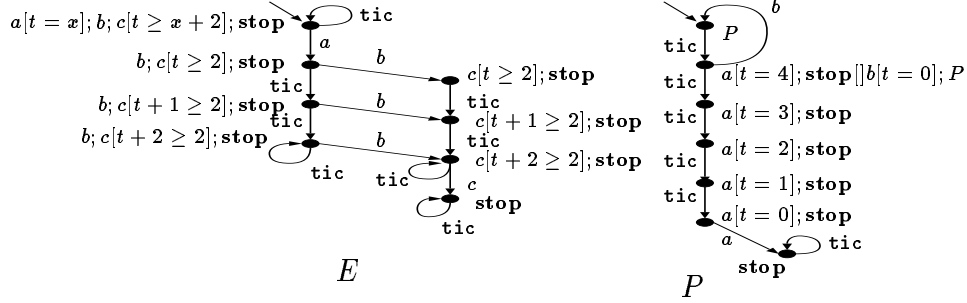 a[t = x]; b; c[t ≥ x + 2]; stop
tic
a
b; c[t ≥ 2]; stop
b
tic
c[t ≥ 2]; stop
tic
b; c[t + 1 ≥ 2]; stop
b
tic
c[t + 1 ≥ 2]; stop
tic
b; c[t + 2 ≥ 2]; stop
b
tic
c[t + 2 ≥ 2]; stop
tic
c
stop
tic
E
b
P
tic
a[t = 4]; stop[]b[t = 0]; P
tic
a[t = 3]; stop
tic
a[t = 2]; stop
tic
a[t = 1]; stop
tic
a[t = 0]; stop
a
tic
stop
P